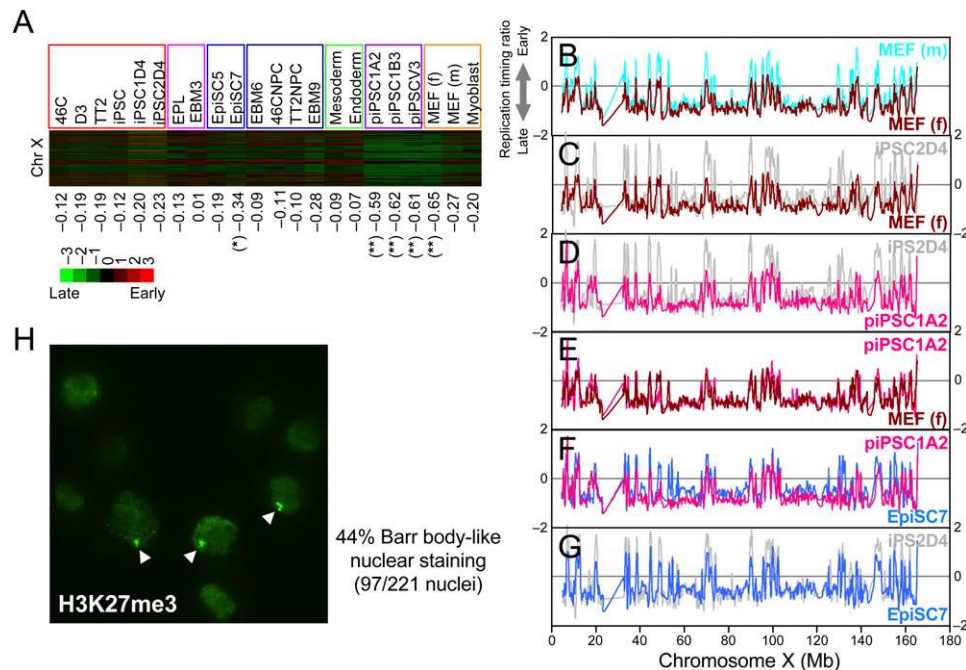 A
46C
D3
TT2
iPSC
iPSC1D4
iPSC2D4
EPL
EBM3
EpiSC5
EpiSC7
EBM6
46CNPC
TT2NPC
EBM9
Mesoderm
Endoderm
piPSC1A2
piPSC1B3
piPSCV3
MEF (f)
MEF (m)
Myoblast
Chr X
−0.12
−0.19
−0.19
−0.12
−0.20
−0.23
−0.13
0.01
−0.19
(*) −0.34
−0.09
−0.11
−0.10
−0.28
−0.09
−0.07
(**) −0.59
(**) −0.62
(**) −0.61
(**) −0.65
−0.27
−0.20
−3 −2 −1 0 1 2 3
Late Early
Replication timing ratio
Late Early
2
0
−2
B
MEF (m)
MEF (f)
2
0
−2
C
iPSC2D4
MEF (f)
2
0
−2
D
iPS2D4
piPSC1A2
2
0
−2
E
piPSC1A2
MEF (f)
2
0
−2
F
piPSC1A2
EpiSC7
2
0
−2
G
iPS2D4
EpiSC7
0 20 40 60 80 100 120 140 160 180
Chromosome X (Mb)
H
H3K27me3
44% Barr body-like
nuclear staining
(97/221 nuclei)